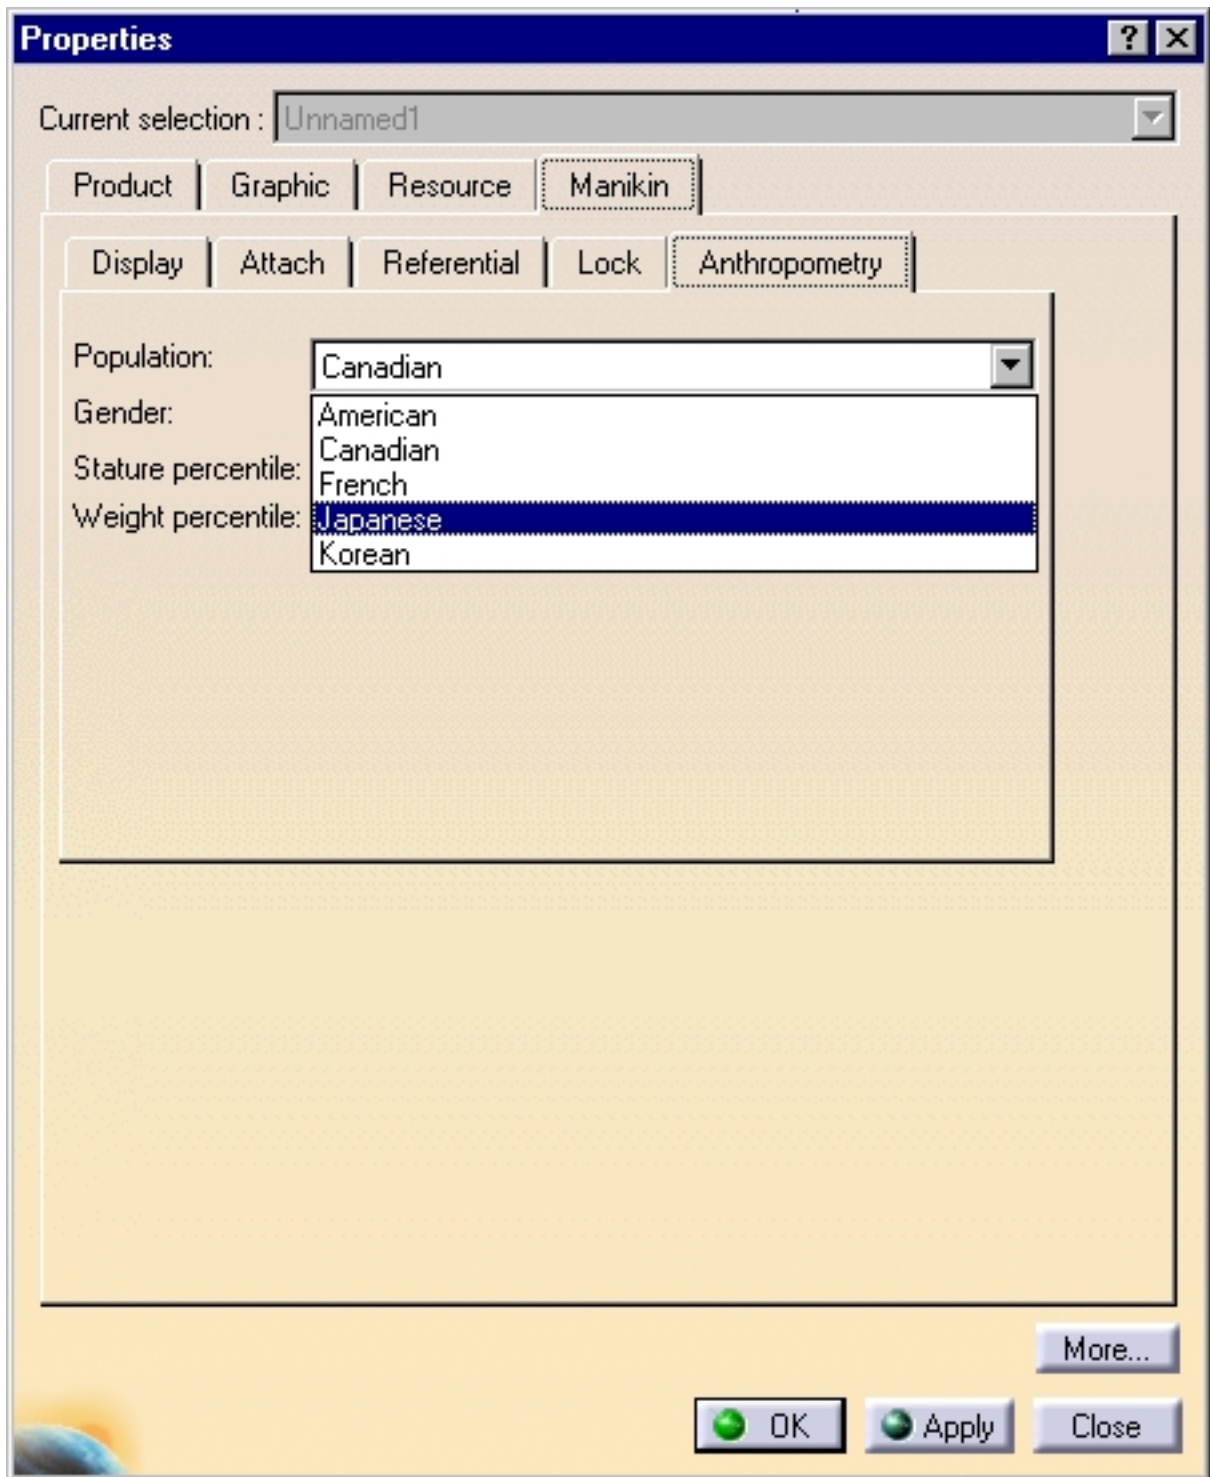 Properties
Current selection : Unnamed1
Product Graphic Resource Manikin
Display Attach Referential Lock Anthropometry
Population: Canadian
Gender: American
Canadian
Stature percentile: French
Weight percentile: Japanese
Korean
More...
OK Apply Close